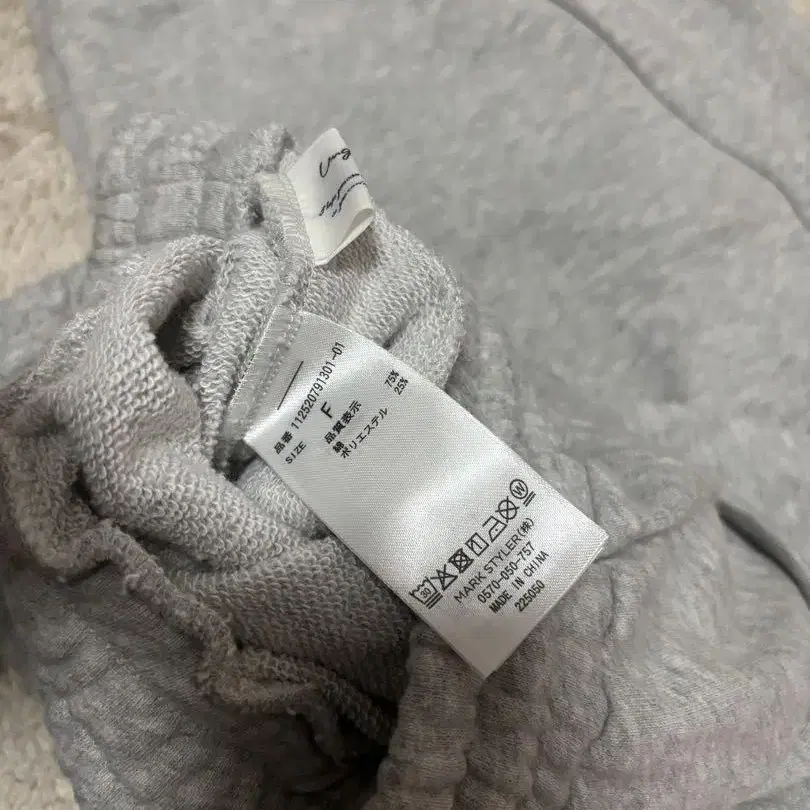 品番 112520791301-01
SIZE F
品質表示
綿 75%
ポリエステル 25%
30
W
MARK STYLER(株)
0570-050-757
MADE IN CHINA
225050